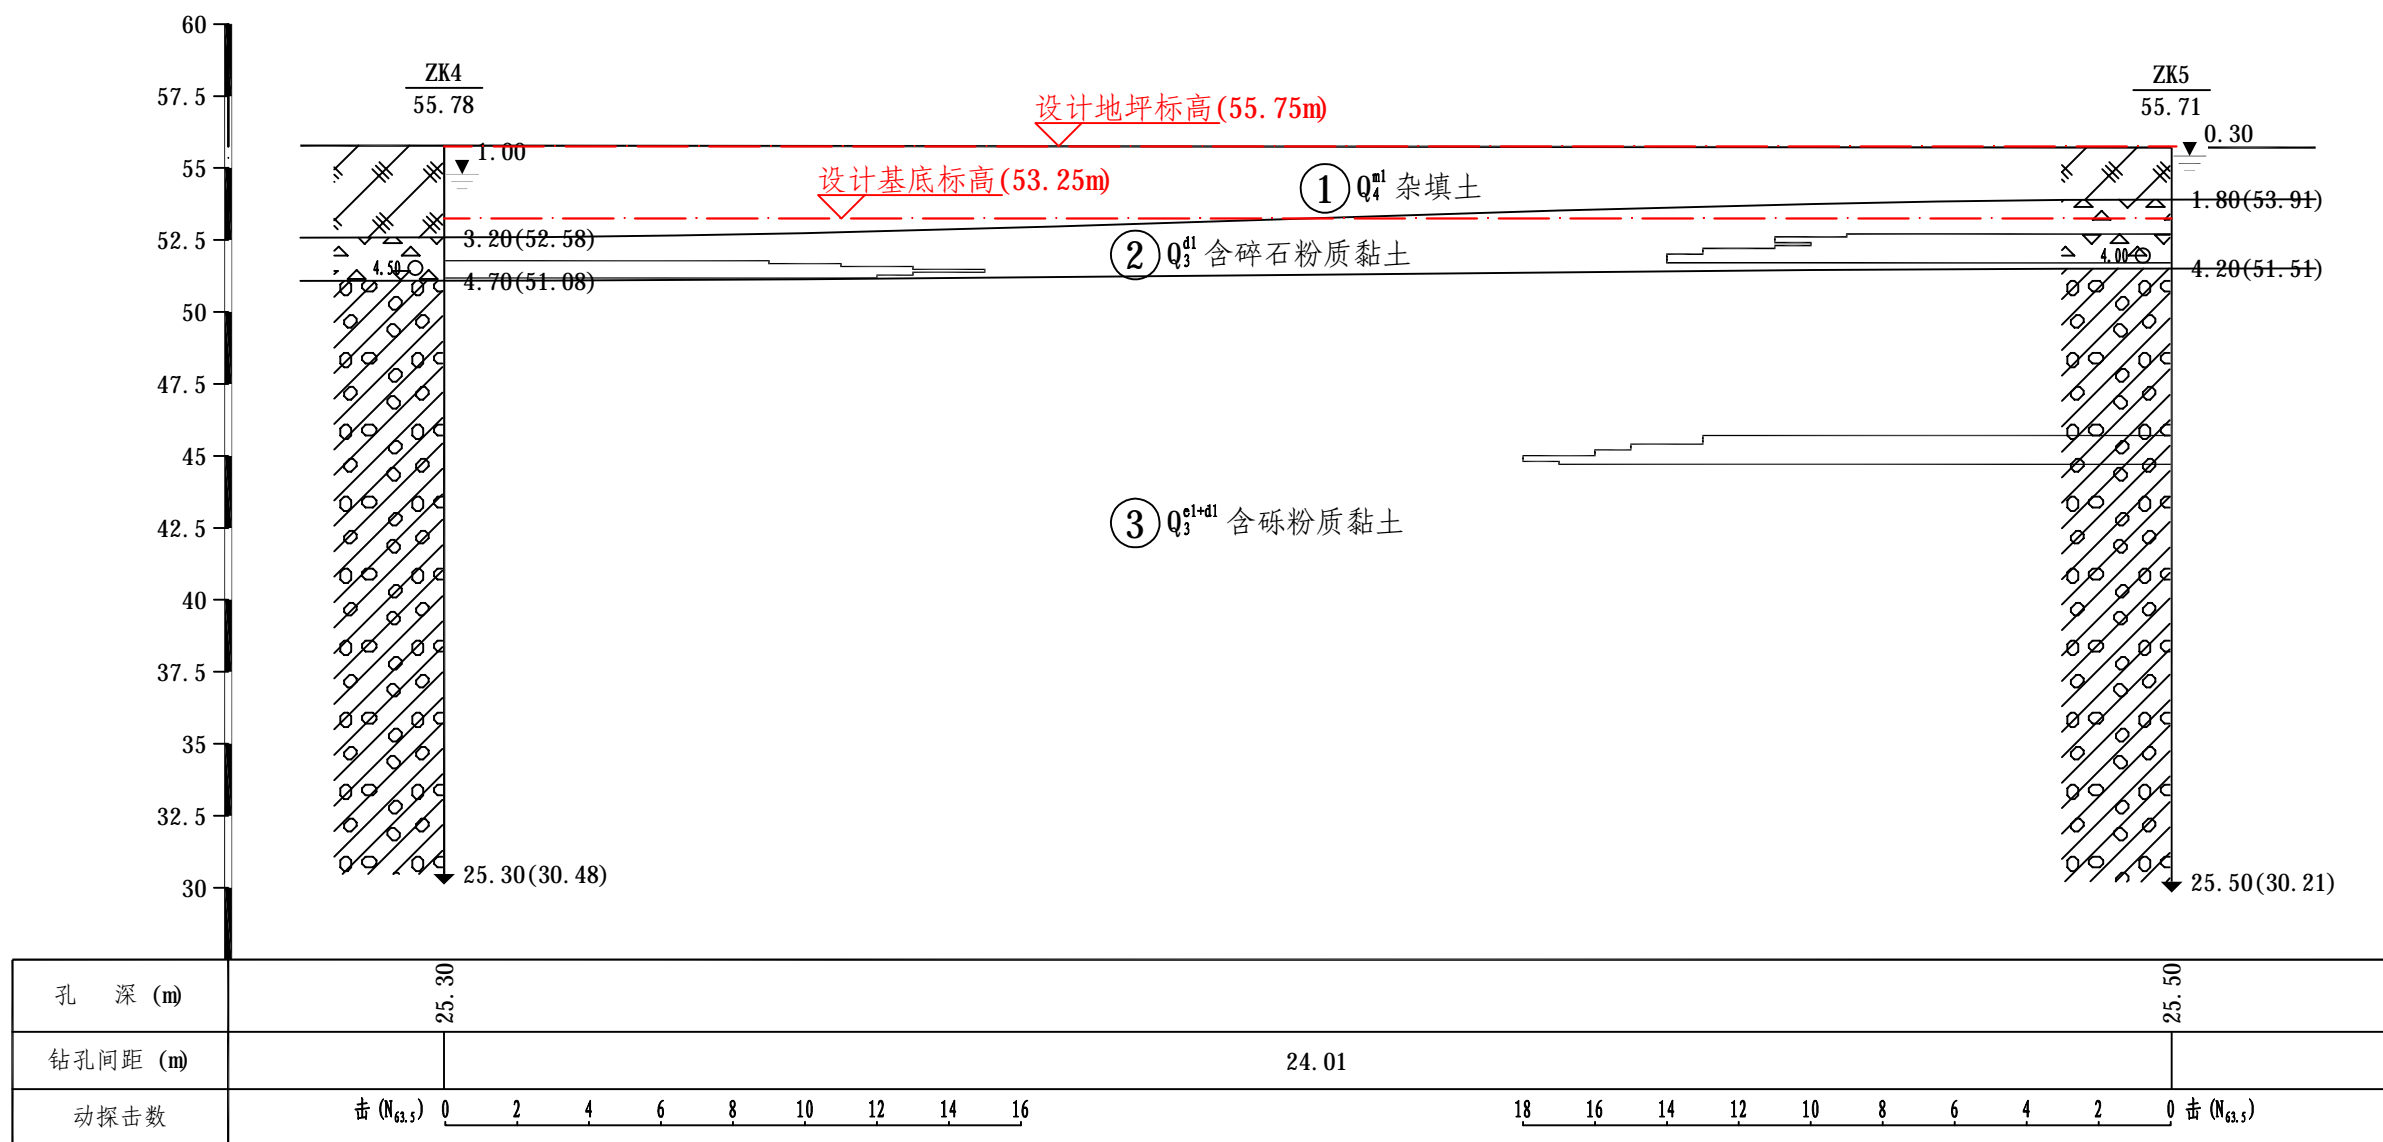 60
ZK4
55.78
ZK5
55.71
57.5
设计地坪标高(55.75m)
0.30
1.00
55
设计基底标高(53.25m)
① Q₄ᵐˡ 杂填土
1.80(53.91)
52.5
3.20(52.58)
② Q₃ᵈˡ 含碎石粉质黏土
4.50
4.00
4.70(51.08)
4.20(51.51)
50
47.5
45
③ Q₃ᵉˡ⁺ᵈˡ 含砾粉质黏土
42.5
40
37.5
35
32.5
30
25.30(30.48)
25.50(30.21)
孔 深 (m)
25.30
25.50
钻孔间距 (m)
24.01
动探击数
击(N₆₃.₅) 0 2 4 6 8 10 12 14 16
18 16 14 12 10 8 6 4 2 0 击(N₆₃.₅)